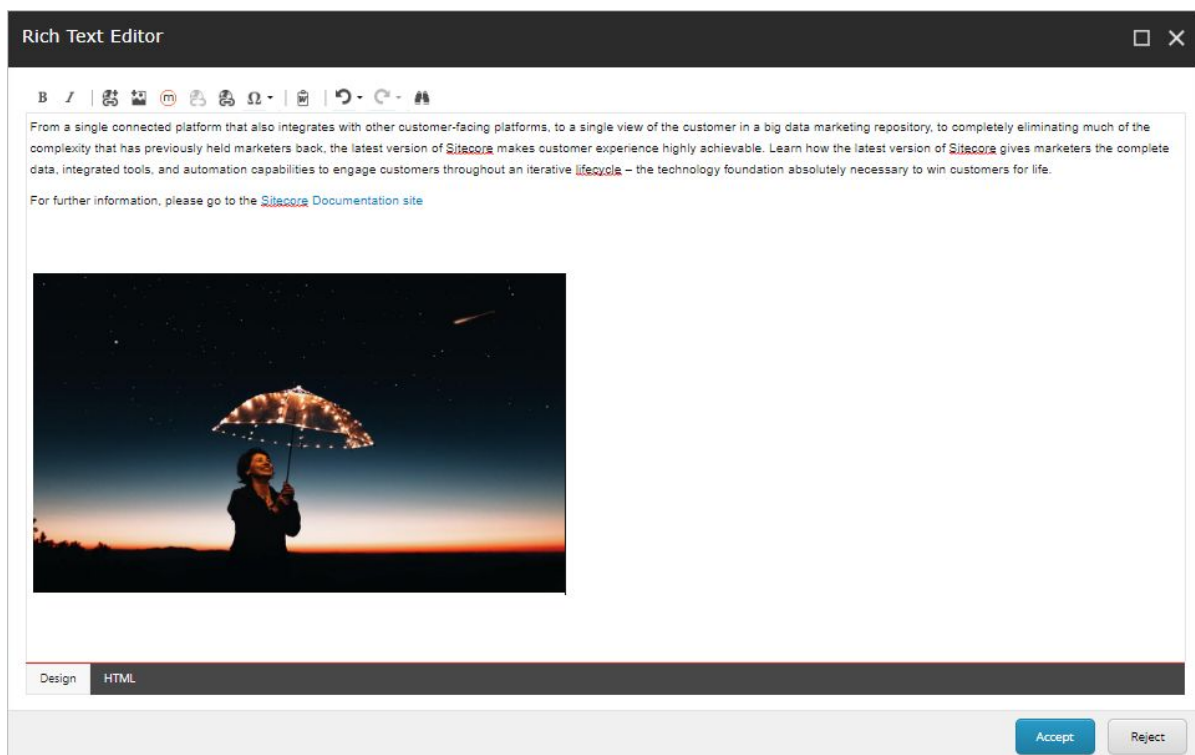 Rich Text Editor
B I m Ω W
From a single connected platform that also integrates with other customer-facing platforms, to a single view of the customer in a big data marketing repository, to completely eliminating much of the
complexity that has previously held marketers back, the latest version of Sitecore makes customer experience highly achievable. Learn how the latest version of Sitecore gives marketers the complete
data, integrated tools, and automation capabilities to engage customers throughout an iterative lifecycle – the technology foundation absolutely necessary to win customers for life.
For further information, please go to the Sitecore Documentation site
Design HTML
Accept Reject